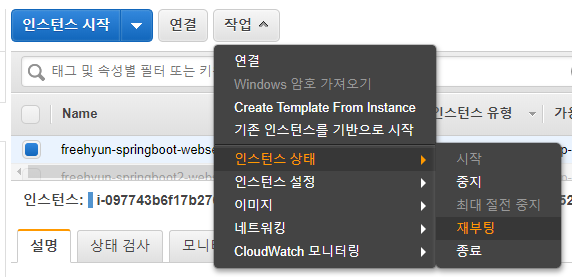 인스턴스 시작 연결 작업
태그 및 속성별 필터 또는 키
연결
Windows 암호 가져오기
Create Template From Instance
기존 인스턴스를 기반으로 시작
Name
인스턴스 유형
freehyun-springboot-webse
freehyun-springboot2-webs
인스턴스 상태
인스턴스 설정
이미지
네트워킹
CloudWatch 모니터링
시작
중지
최대 절전 중지
재부팅
종료
인스턴스: i-097743b6f17b27
설명 상태 검사 모니터